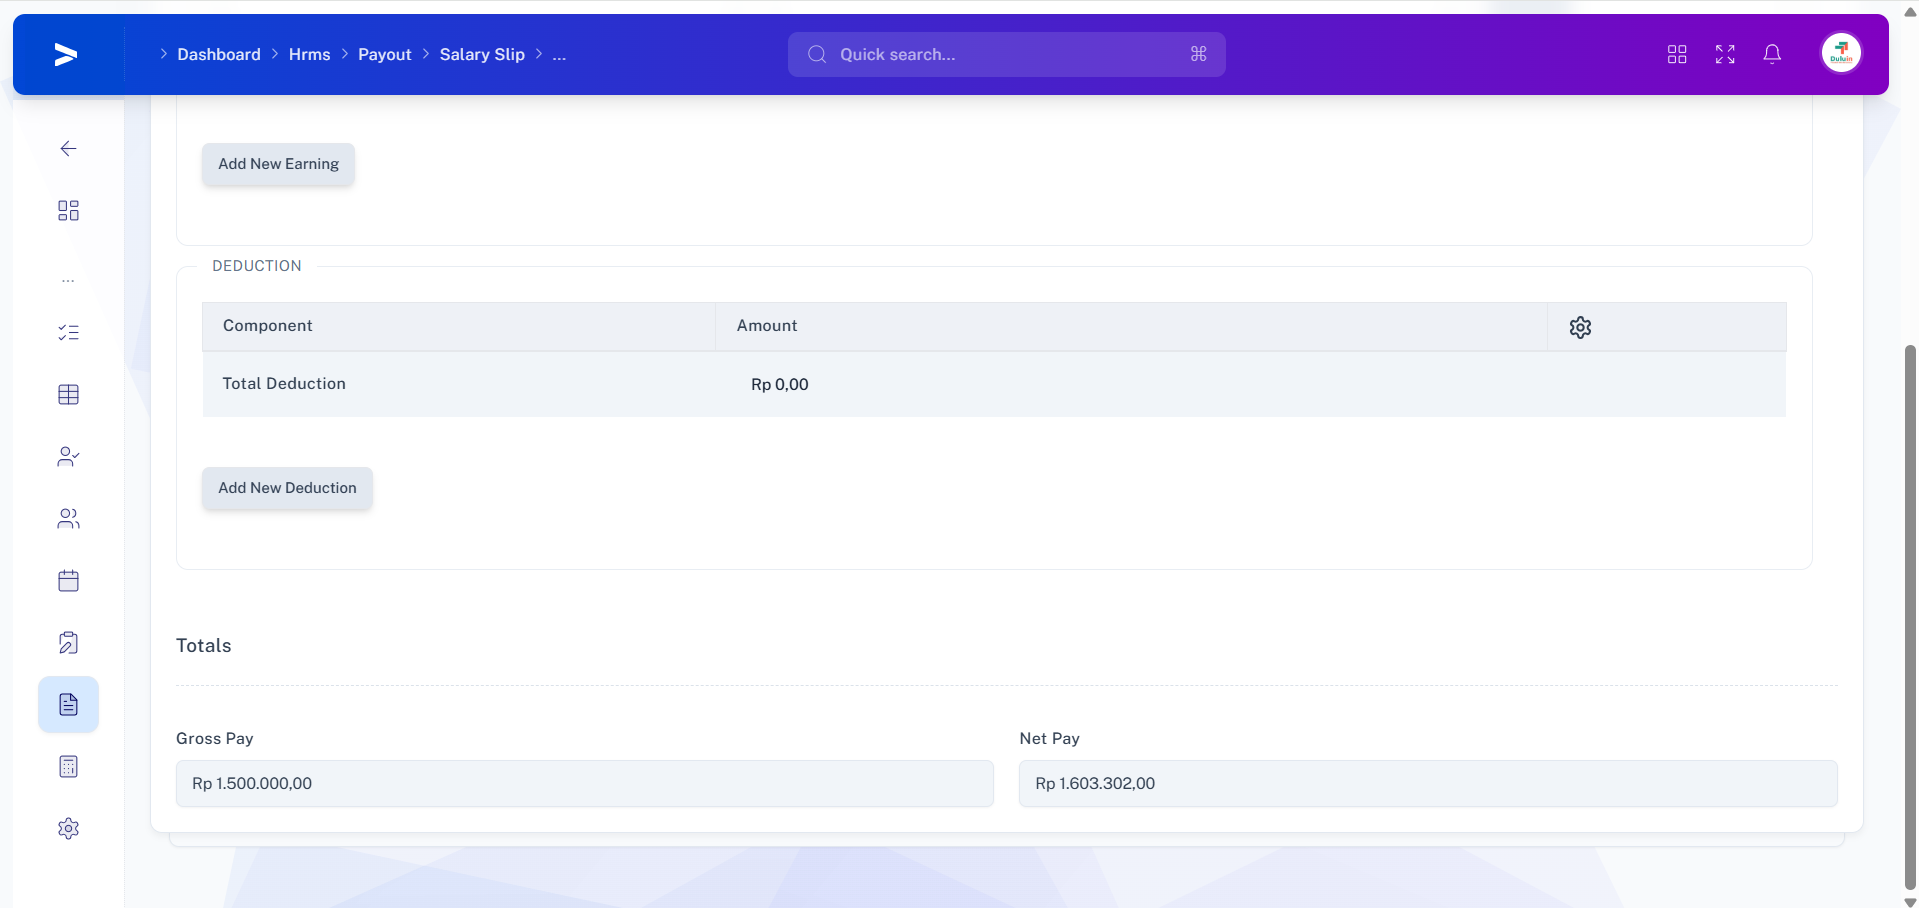 Dashboard Hrms Payout Salary Slip ...
Quick search...
Duluin
Add New Earning
...
DEDUCTION
Component Amount
Total Deduction Rp 0,00
Add New Deduction
Totals
Gross Pay Net Pay
Rp 1.500.000,00 Rp 1.603.302,00